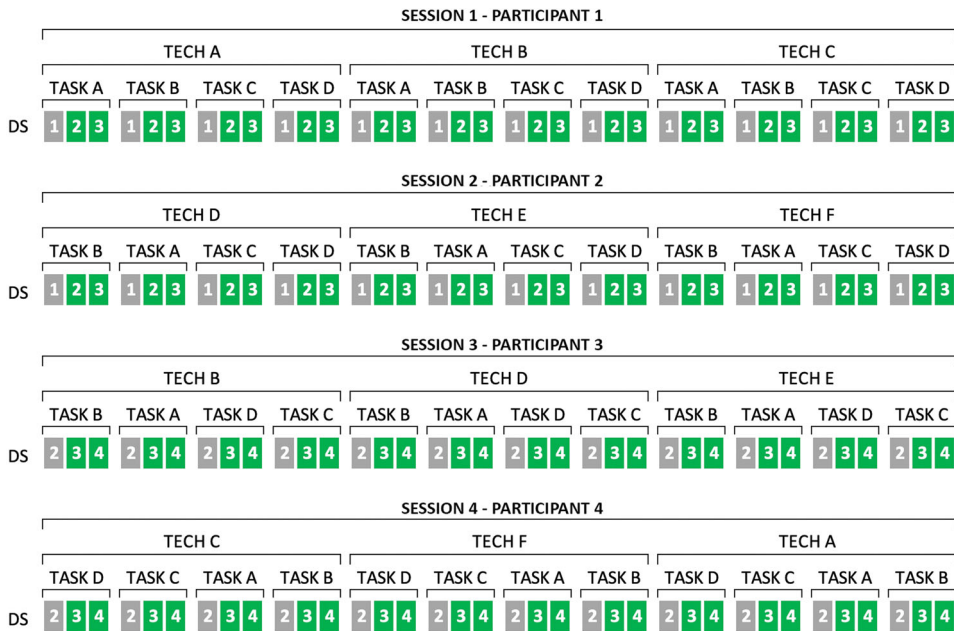 SESSION 1 - PARTICIPANT 1
TECH A TECH B TECH C
TASK A TASK B TASK C TASK D TASK A TASK B TASK C TASK D TASK A TASK B TASK C TASK D
DS 1 2 3 1 2 3 1 2 3 1 2 3 1 2 3 1 2 3 1 2 3 1 2 3 1 2 3 1 2 3 1 2 3 1 2 3
SESSION 2 - PARTICIPANT 2
TECH D TECH E TECH F
TASK B TASK A TASK C TASK D TASK B TASK A TASK C TASK D TASK B TASK A TASK C TASK D
DS 1 2 3 1 2 3 1 2 3 1 2 3 1 2 3 1 2 3 1 2 3 1 2 3 1 2 3 1 2 3 1 2 3 1 2 3
SESSION 3 - PARTICIPANT 3
TECH B TECH D TECH E
TASK B TASK A TASK D TASK C TASK B TASK A TASK D TASK C TASK B TASK A TASK D TASK C
DS 2 3 4 2 3 4 2 3 4 2 3 4 2 3 4 2 3 4 2 3 4 2 3 4 2 3 4 2 3 4 2 3 4 2 3 4
SESSION 4 - PARTICIPANT 4
TECH C TECH F TECH A
TASK D TASK C TASK A TASK B TASK D TASK C TASK A TASK B TASK D TASK C TASK A TASK B
DS 2 3 4 2 3 4 2 3 4 2 3 4 2 3 4 2 3 4 2 3 4 2 3 4 2 3 4 2 3 4 2 3 4 2 3 4